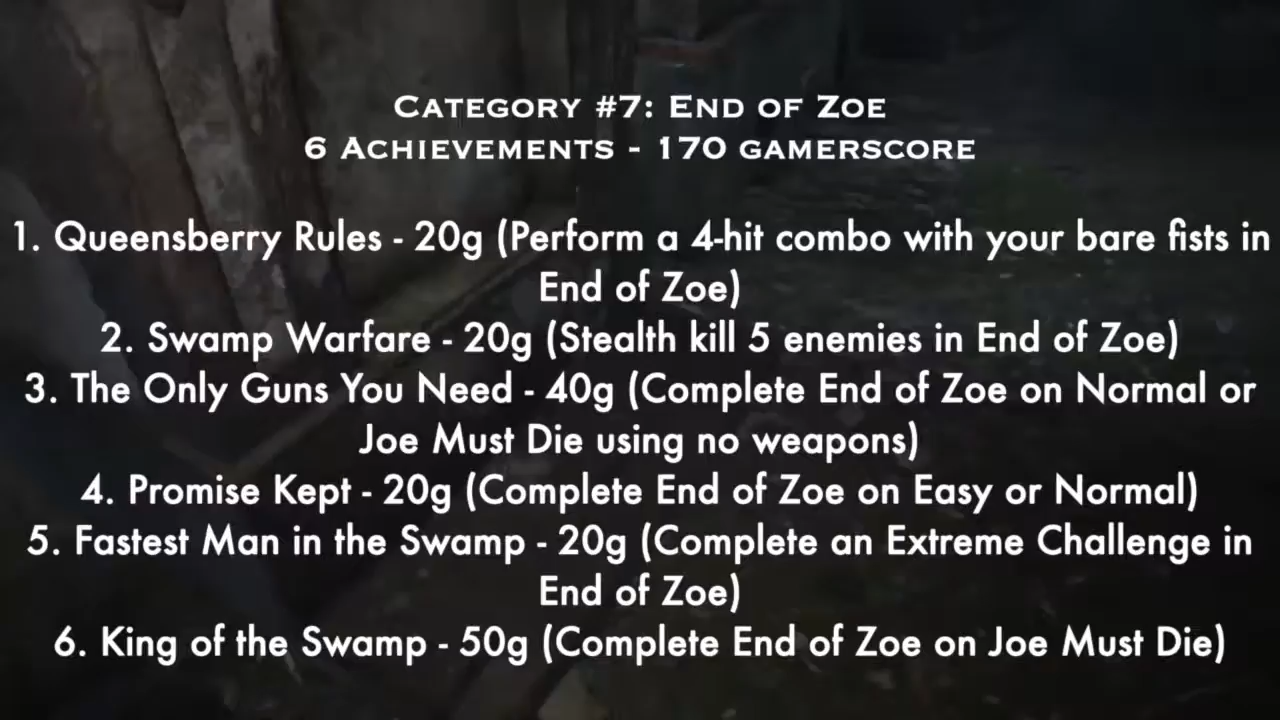 Category #7: End of Zoe
6 Achievements - 170 gamerscore
1. Queensberry Rules - 20g (Perform a 4-hit combo with your bare fists in
End of Zoe)
2. Swamp Warfare - 20g (Stealth kill 5 enemies in End of Zoe)
3. The Only Guns You Need - 40g (Complete End of Zoe on Normal or
Joe Must Die using no weapons)
4. Promise Kept - 20g (Complete End of Zoe on Easy or Normal)
5. Fastest Man in the Swamp - 20g (Complete an Extreme Challenge in
End of Zoe)
6. King of the Swamp - 50g (Complete End of Zoe on Joe Must Die)